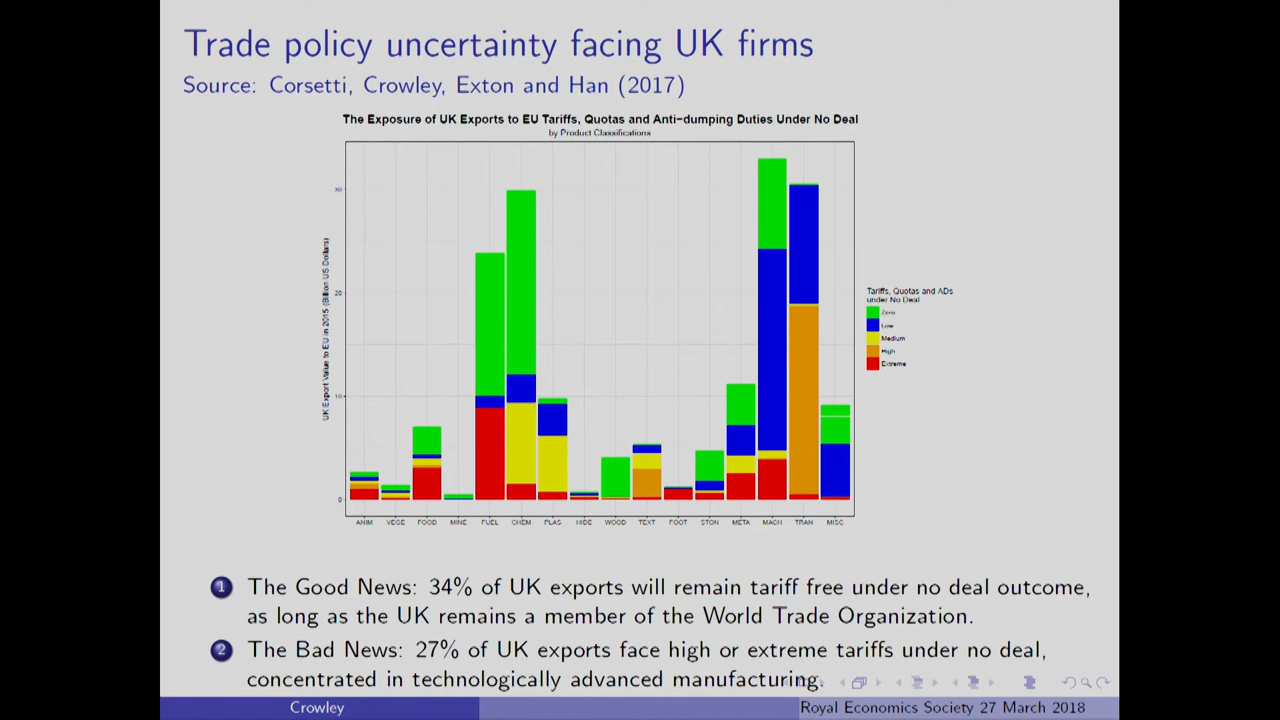 Trade policy uncertainty facing UK firms
Source: Corsetti, Crowley, Exton and Han (2017)
The Exposure of UK Exports to EU Tariffs, Quotas and Anti-dumping Duties Under No Deal
by Product Classifications
UK Export Value to EU in 2015 (Billion US Dollars)
30
20
10
0
ANIM VEGE FOOD MINE FUEL CHEM PLAS HIDE WOOD TEXT FOOT STON META MACH TRAN MISC
Tariffs, Quotas and ADs
under No Deal
Zero
Low
Medium
High
Extreme
1 The Good News: 34% of UK exports will remain tariff free under no deal outcome,
as long as the UK remains a member of the World Trade Organization.
2 The Bad News: 27% of UK exports face high or extreme tariffs under no deal,
concentrated in technologically advanced manufacturing.
Crowley
Royal Economics Society 27 March 2018